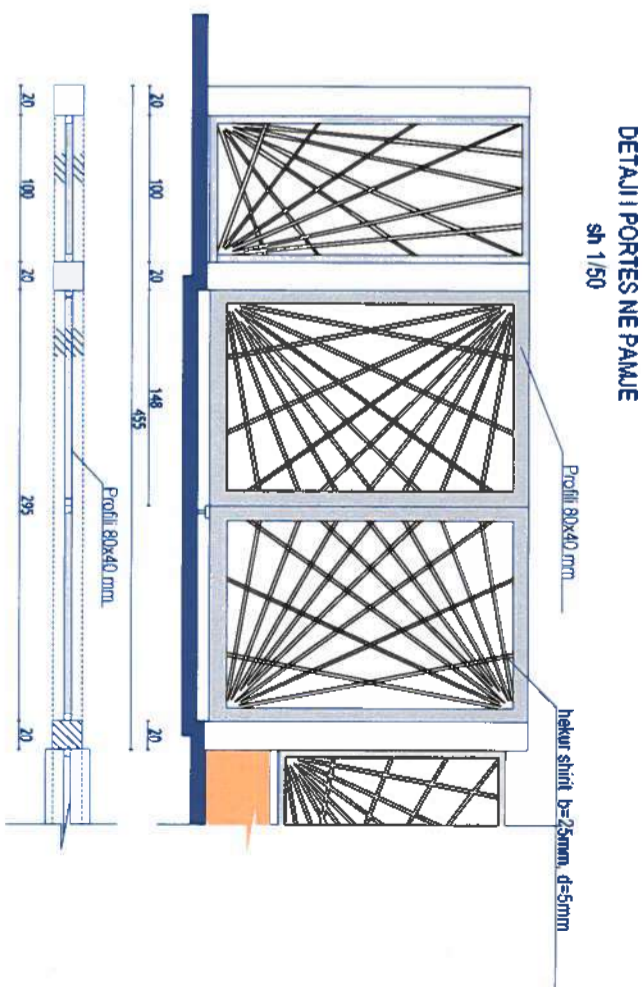 DETAJI I PORTES NE PAMJE
sh 1/50
Profili 80x40 mm
hekur shirit b=25mm, d=5mm
20
100
20
148
20
455
Profili 80x40 mm
20
100
20
295
20